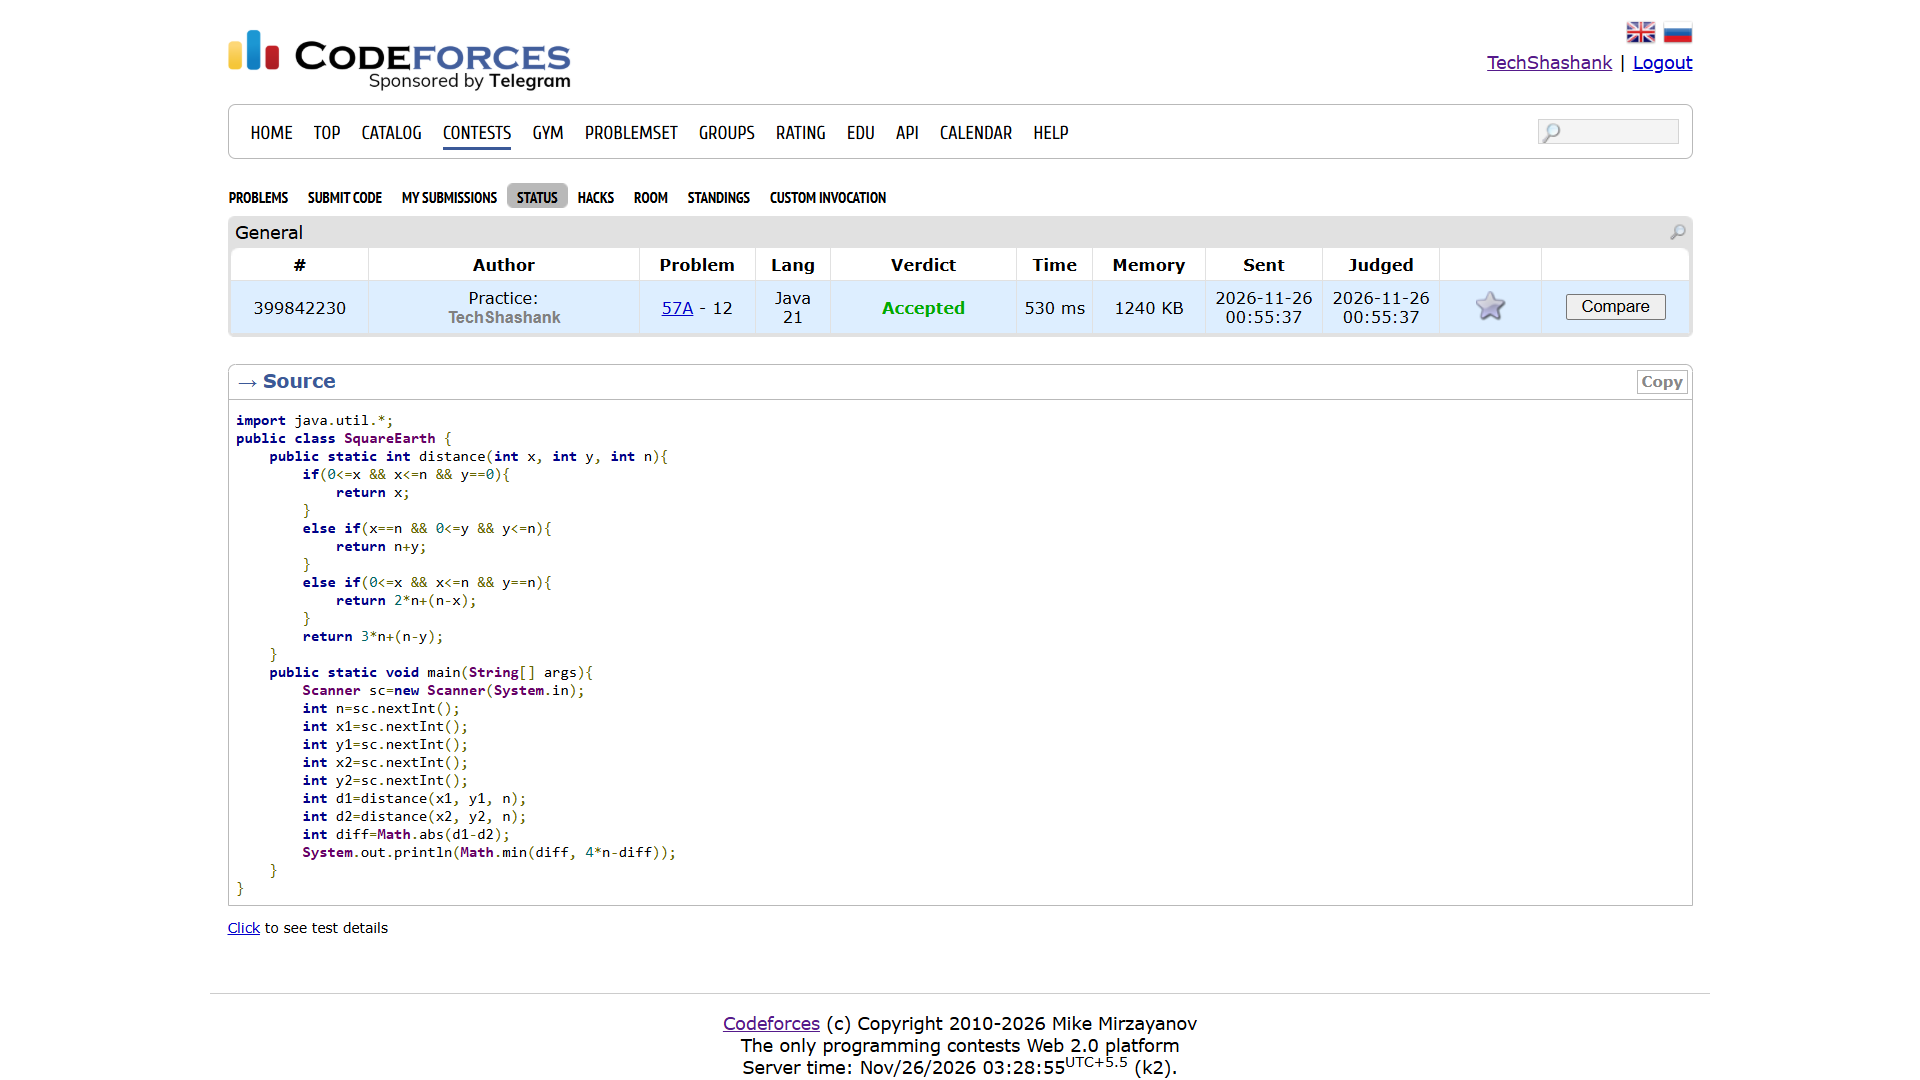 CODEFORCES
Sponsored by Telegram
TechShashank | Logout
HOME TOP CATALOG CONTESTS GYM PROBLEMSET GROUPS RATING EDU API CALENDAR HELP
PROBLEMS SUBMIT CODE MY SUBMISSIONS STATUS HACKS ROOM STANDINGS CUSTOM INVOCATION
General
# Author Problem Lang Verdict Time Memory Sent Judged
399842230 Practice: TechShashank 57A - 12 Java 21 Accepted 530 ms 1240 KB 2026-11-26 00:55:37 2026-11-26 00:55:37 Compare
→ Source Copy
import java.util.*;
public class SquareEarth {
    public static int distance(int x, int y, int n){
        if(0<=x && x<=n && y==0){
            return x;
        }
        else if(x==n && 0<=y && y<=n){
            return n+y;
        }
        else if(0<=x && x<=n && y==n){
            return 2*n+(n-x);
        }
        return 3*n+(n-y);
    }
    public static void main(String[] args){
        Scanner sc=new Scanner(System.in);
        int n=sc.nextInt();
        int x1=sc.nextInt();
        int y1=sc.nextInt();
        int x2=sc.nextInt();
        int y2=sc.nextInt();
        int d1=distance(x1, y1, n);
        int d2=distance(x2, y2, n);
        int diff=Math.abs(d1-d2);
        System.out.println(Math.min(diff, 4*n-diff));
    }
}
Click to see test details
Codeforces (c) Copyright 2010-2026 Mike Mirzayanov
The only programming contests Web 2.0 platform
Server time: Nov/26/2026 03:28:55UTC+5.5 (k2).